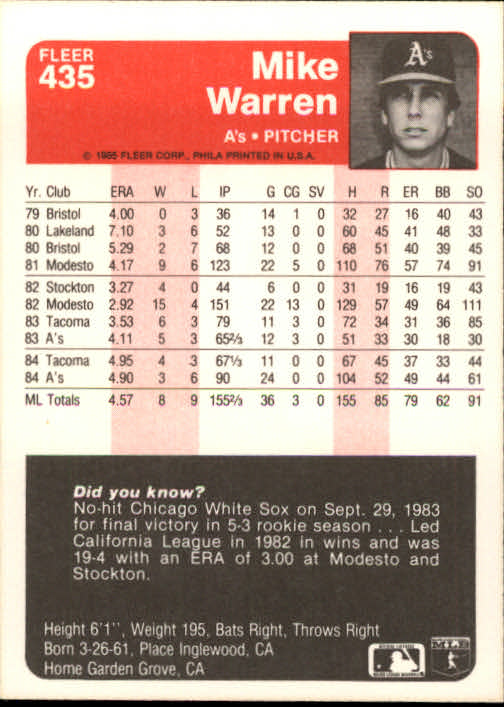 FLEER
435
Mike
Warren
A's • PITCHER
© 1985 FLEER CORP., PHILA PRINTED IN U.S.A.
A's
Yr. Club ERA W L IP G CG SV H R ER BB SO
79 Bristol 4.00 0 3 36 14 1 0 32 27 16 40 43
80 Lakeland 7.10 3 6 52 13 0 0 60 45 41 48 33
80 Bristol 5.29 2 7 68 12 0 0 68 51 40 39 45
81 Modesto 4.17 9 6 123 22 5 0 110 76 57 74 91
82 Stockton 3.27 4 0 44 6 0 0 31 19 16 19 43
82 Modesto 2.92 15 4 151 22 13 0 129 57 49 64 111
83 Tacoma 3.53 6 3 79 11 3 0 72 34 31 36 85
83 A's 4.11 5 3 65⅔ 12 3 0 51 33 30 18 30
84 Tacoma 4.95 4 3 67⅓ 11 0 0 67 45 37 33 44
84 A's 4.90 3 6 90 24 0 0 104 52 49 44 61
ML Totals 4.57 8 9 155⅔ 36 3 0 155 85 79 62 91
Did you know?
No-hit Chicago White Sox on Sept. 29, 1983
for final victory in 5-3 rookie season . . . Led
California League in 1982 in wins and was
19-4 with an ERA of 3.00 at Modesto and
Stockton.
Height 6'1'', Weight 195, Bats Right, Throws Right
Born 3-26-61, Place Inglewood, CA
Home Garden Grove, CA